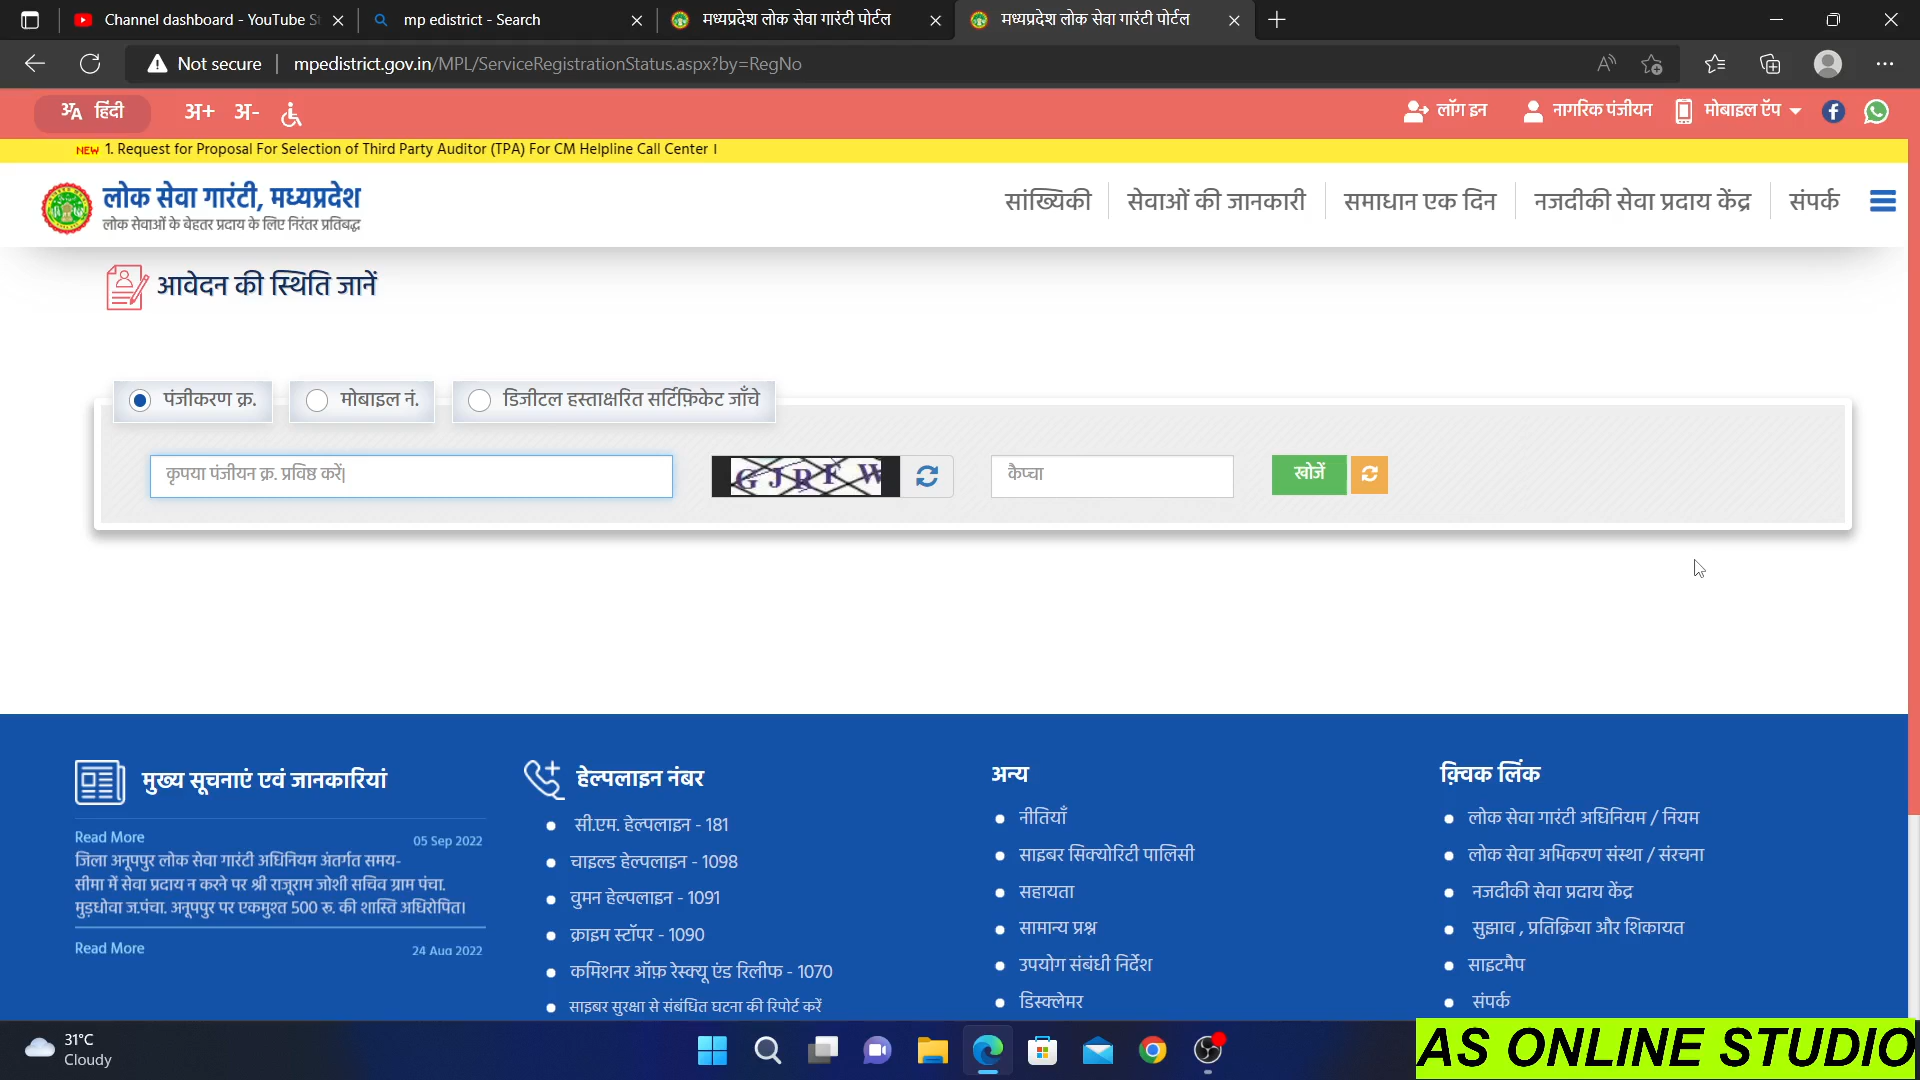 Channel dashboard - YouTube S
mp edistrict - Search
मध्यप्रदेश लोक सेवा गारंटी पोर्टल
मध्यप्रदेश लोक सेवा गारंटी पोर्टल
Not secure
mpedistrict.gov.in/MPL/ServiceRegistrationStatus.aspx?by=RegNo
अA हिंदी
अ+ अ-
लॉग इन
नागरिक पंजीयन
मोबाइल ऍप
NEW 1. Request for Proposal For Selection of Third Party Auditor (TPA) For CM Helpline Call Center ।
लोक सेवा गारंटी, मध्यप्रदेश
लोक सेवाओं के बेहतर प्रदाय के लिए निरंतर प्रतिबद्ध
सांख्यिकी
सेवाओं की जानकारी
समाधान एक दिन
नजदीकी सेवा प्रदाय केंद्र
संपर्क
आवेदन की स्थिति जानें
पंजीकरण क्र.
मोबाइल नं.
डिजीटल हस्ताक्षरित सर्टिफ़िकेट जाँचे
कृपया पंजीयन क्र. प्रविष्ठ करें
GJRFW
कैप्चा
खोजें
मुख्य सूचनाएं एवं जानकारियां
Read More
05 Sep 2022
जिला अनूपपुर लोक सेवा गारंटी अधिनियम अंतर्गत समय-
सीमा में सेवा प्रदाय न करने पर श्री राजूराम जोशी सचिव ग्राम पंचा.
मुड़धोवा ज.पंचा. अनूपपुर पर एकमुश्त 500 रू. की शास्ति अधिरोपित।
Read More
24 Aug 2022
हेल्पलाइन नंबर
सी.एम. हेल्पलाइन - 181
चाइल्ड हेल्पलाइन - 1098
वुमन हेल्पलाइन - 1091
क्राइम स्टॉपर - 1090
कमिशनर ऑफ़ रेस्क्यू एंड रिलीफ - 1070
साइबर सुरक्षा से संबंधित घटना की रिपोर्ट करें
अन्य
नीतियाँ
साइबर सिक्योरिटी पालिसी
सहायता
सामान्य प्रश्न
उपयोग संबंधी निर्देश
डिस्क्लेमर
क़्विक लिंक
लोक सेवा गारंटी अधिनियम / नियम
लोक सेवा अभिकरण संस्था / संरचना
नजदीकी सेवा प्रदाय केंद्र
सुझाव , प्रतिक्रिया और शिकायत
साइटमैप
संपर्क
31°C
Cloudy
AS ONLINE STUDIO